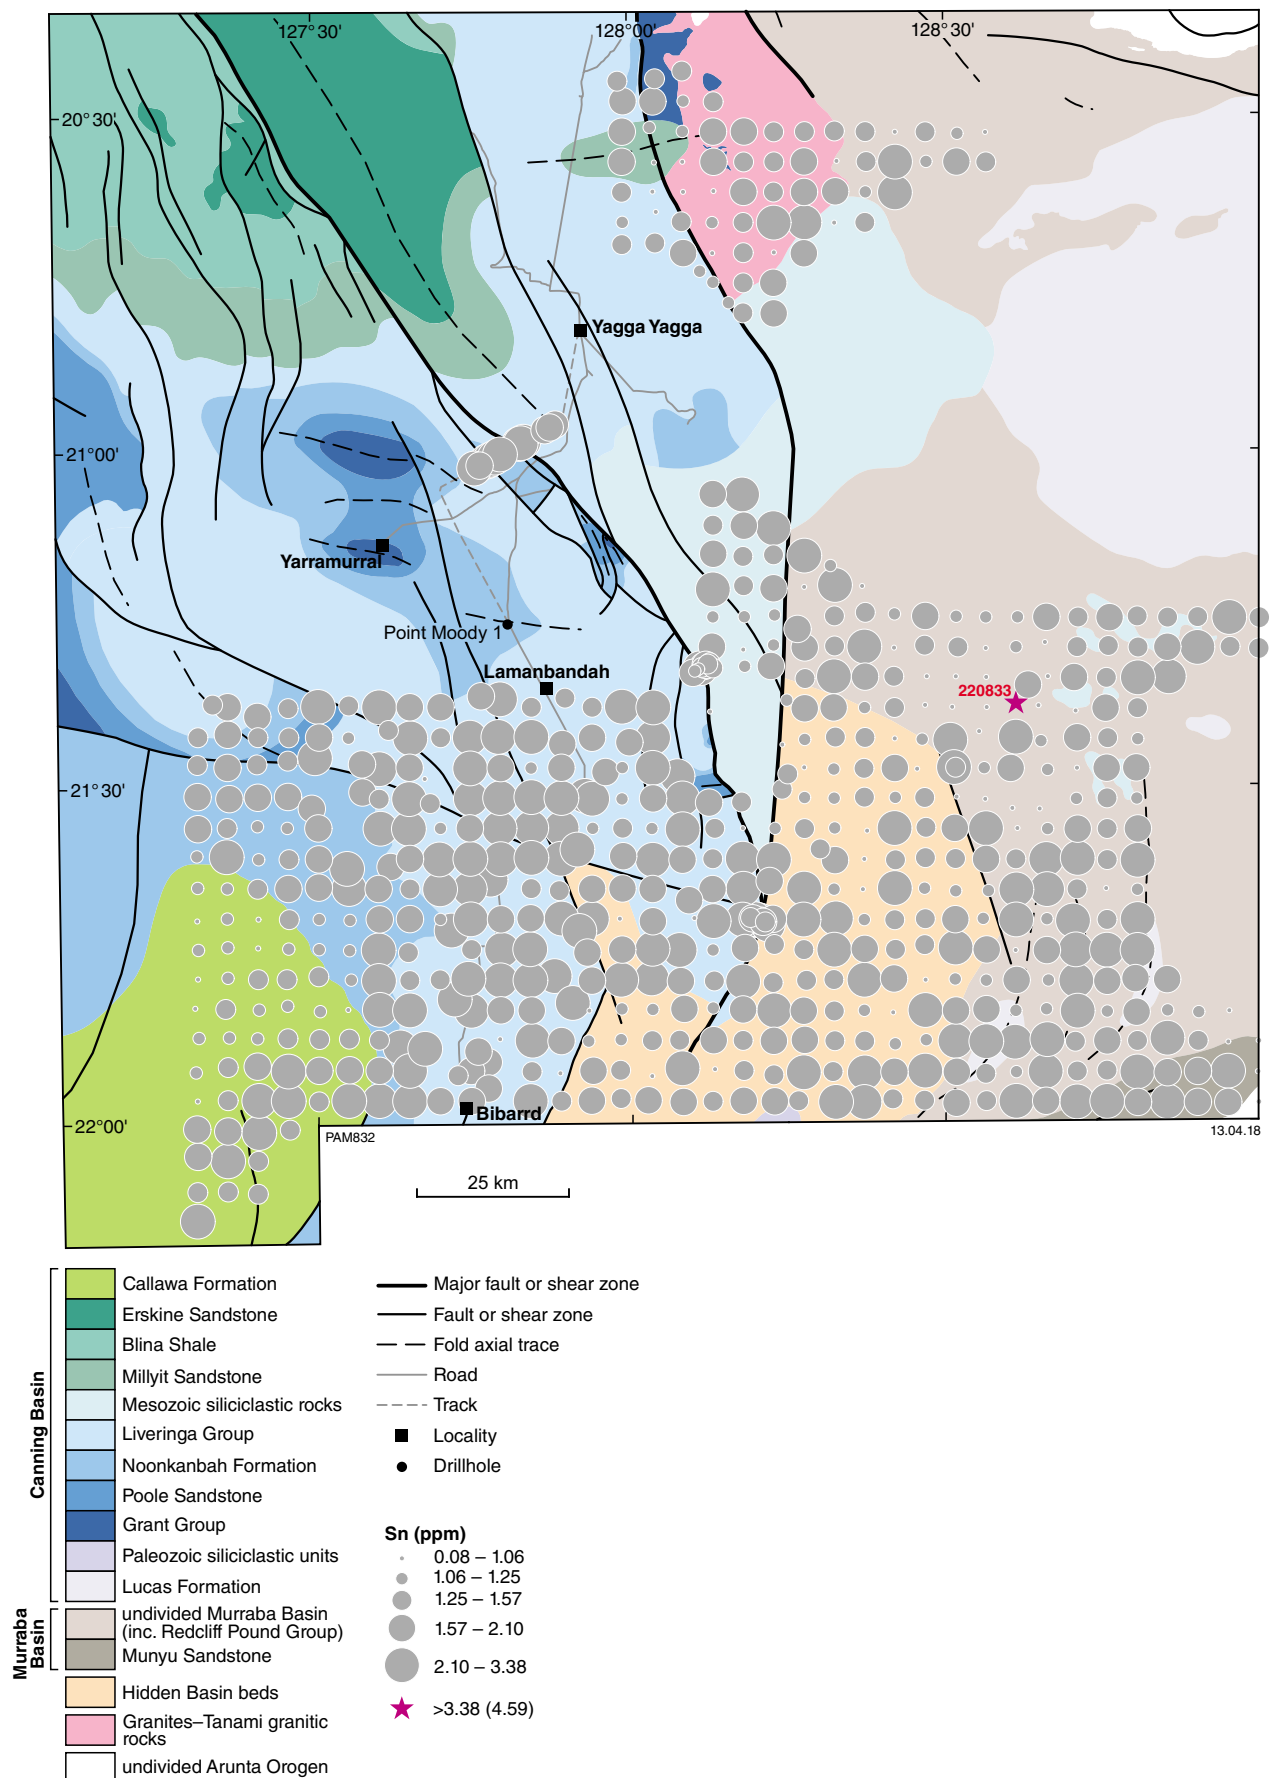 127°30'
128°00'
128°30'
20°30'
Yagga Yagga
21°00'
Yarramurral
Point Moody 1
Lamanbandah
220833
21°30'
Bibarrd
22°00'
PAM832
13.04.18
25 km
Canning Basin
Callawa Formation
Erskine Sandstone
Blina Shale
Millyit Sandstone
Mesozoic siliciclastic rocks
Liveringa Group
Noonkanbah Formation
Poole Sandstone
Grant Group
Paleozoic siliciclastic units
Lucas Formation
Murraba
Basin
undivided Murraba Basin
(inc. Redcliff Pound Group)
Munyu Sandstone
Hidden Basin beds
Granites–Tanami granitic
rocks
undivided Arunta Orogen
Major fault or shear zone
Fault or shear zone
Fold axial trace
Road
Track
Locality
Drillhole
Sn (ppm)
0.08 – 1.06
1.06 – 1.25
1.25 – 1.57
1.57 – 2.10
2.10 – 3.38
>3.38 (4.59)